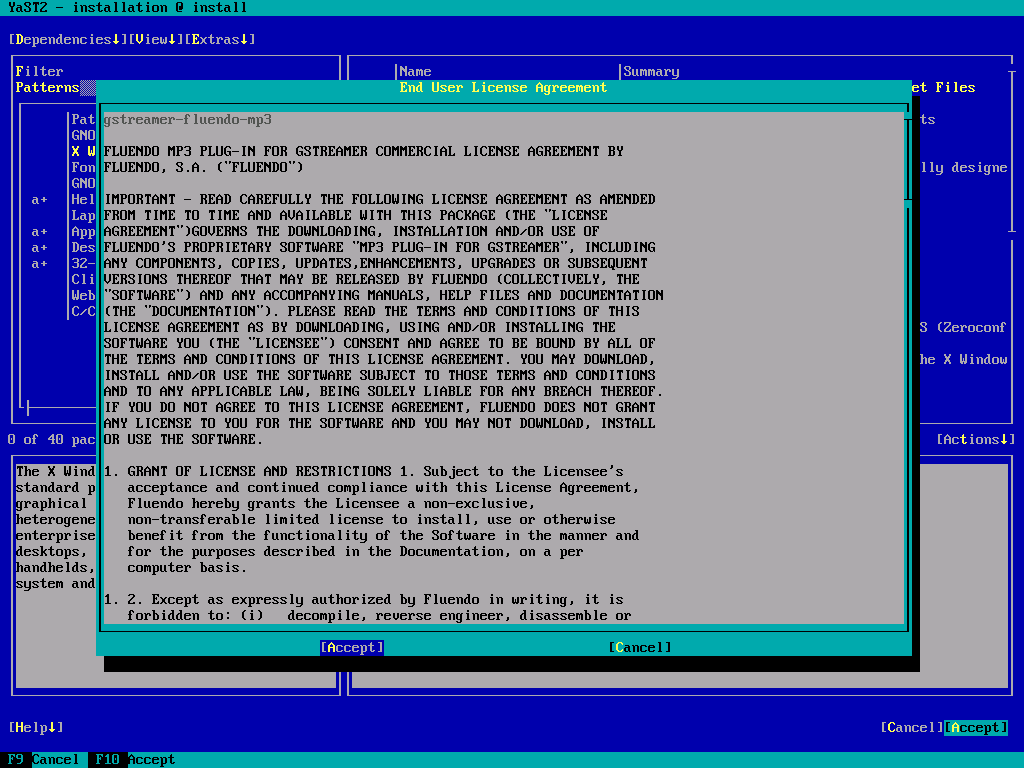 YaST2 - installation @ install
[Dependencies↓][View↓][Extras↓]
Filter
Patterns
Name
Summary
et Files
End User License Agreement
Pat
GNO
X W
Fon
GNO
a+ Hel
Lap
a+ App
a+ Des
a+ 32-
Cli
Web
C/C
ts
lly designe
S (Zeroconf
he X Window
gstreamer-fluendo-mp3
FLUENDO MP3 PLUG-IN FOR GSTREAMER COMMERCIAL LICENSE AGREEMENT BY
FLUENDO, S.A. ("FLUENDO")
IMPORTANT - READ CAREFULLY THE FOLLOWING LICENSE AGREEMENT AS AMENDED
FROM TIME TO TIME AND AVAILABLE WITH THIS PACKAGE (THE "LICENSE
AGREEMENT")GOVERNS THE DOWNLOADING, INSTALLATION AND/OR USE OF
FLUENDO'S PROPRIETARY SOFTWARE "MP3 PLUG-IN FOR GSTREAMER", INCLUDING
ANY COMPONENTS, COPIES, UPDATES,ENHANCEMENTS, UPGRADES OR SUBSEQUENT
VERSIONS THEREOF THAT MAY BE RELEASED BY FLUENDO (COLLECTIVELY, THE
"SOFTWARE") AND ANY ACCOMPANYING MANUALS, HELP FILES AND DOCUMENTATION
(THE "DOCUMENTATION"). PLEASE READ THE TERMS AND CONDITIONS OF THIS
LICENSE AGREEMENT AS BY DOWNLOADING, USING AND/OR INSTALLING THE
SOFTWARE YOU (THE "LICENSEE") CONSENT AND AGREE TO BE BOUND BY ALL OF
THE TERMS AND CONDITIONS OF THIS LICENSE AGREEMENT. YOU MAY DOWNLOAD,
INSTALL AND/OR USE THE SOFTWARE SUBJECT TO THOSE TERMS AND CONDITIONS
AND TO ANY APPLICABLE LAW, BEING SOLELY LIABLE FOR ANY BREACH THEREOF.
IF YOU DO NOT AGREE TO THIS LICENSE AGREEMENT, FLUENDO DOES NOT GRANT
ANY LICENSE TO YOU FOR THE SOFTWARE AND YOU MAY NOT DOWNLOAD, INSTALL
OR USE THE SOFTWARE.
1. GRANT OF LICENSE AND RESTRICTIONS 1. Subject to the Licensee's
acceptance and continued compliance with this License Agreement,
Fluendo hereby grants the Licensee a non-exclusive,
non-transferable limited license to install, use or otherwise
benefit from the functionality of the Software in the manner and
for the purposes described in the Documentation, on a per
computer basis.
1. 2. Except as expressly authorized by Fluendo in writing, it is
forbidden to: (i) decompile, reverse engineer, disassemble or
[Accept] [Cancel]
0 of 40 pac
[Actions↓]
The X Wind
standard p
graphical
heterogene
enterprise
desktops,
handhelds,
system and
[Help↓]
[Cancel][Accept]
F9 Cancel F10 Accept